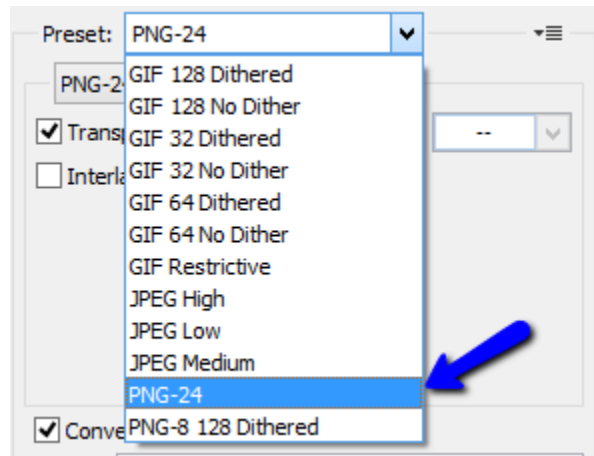 Preset: PNG-24
PNG-2
GIF 128 Dithered
GIF 128 No Dither
Transp
GIF 32 Dithered
--
Interla
GIF 32 No Dither
GIF 64 Dithered
GIF 64 No Dither
GIF Restrictive
JPEG High
JPEG Low
JPEG Medium
PNG-24
Conve
PNG-8 128 Dithered